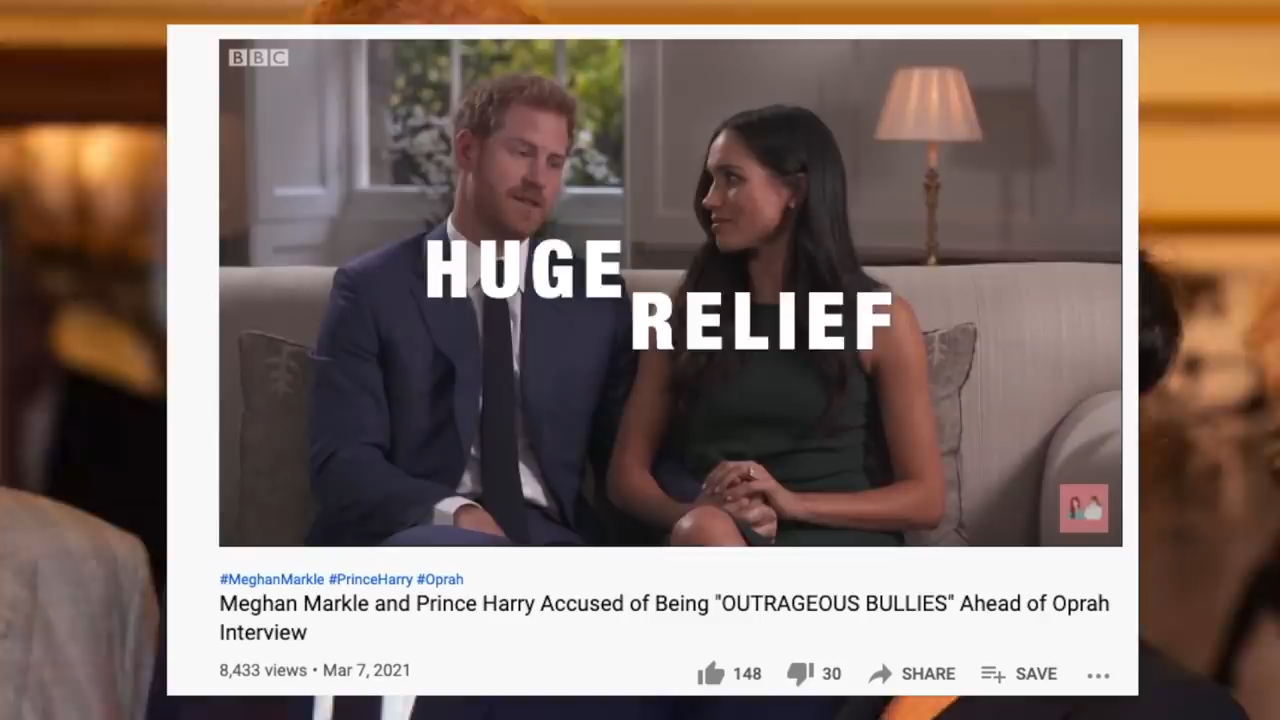 BBC
HUGE
RELIEF
#MeghanMarkle #PrinceHarry #Oprah
Meghan Markle and Prince Harry Accused of Being "OUTRAGEOUS BULLIES" Ahead of Oprah
Interview
8,433 views • Mar 7, 2021 148 30 SHARE SAVE